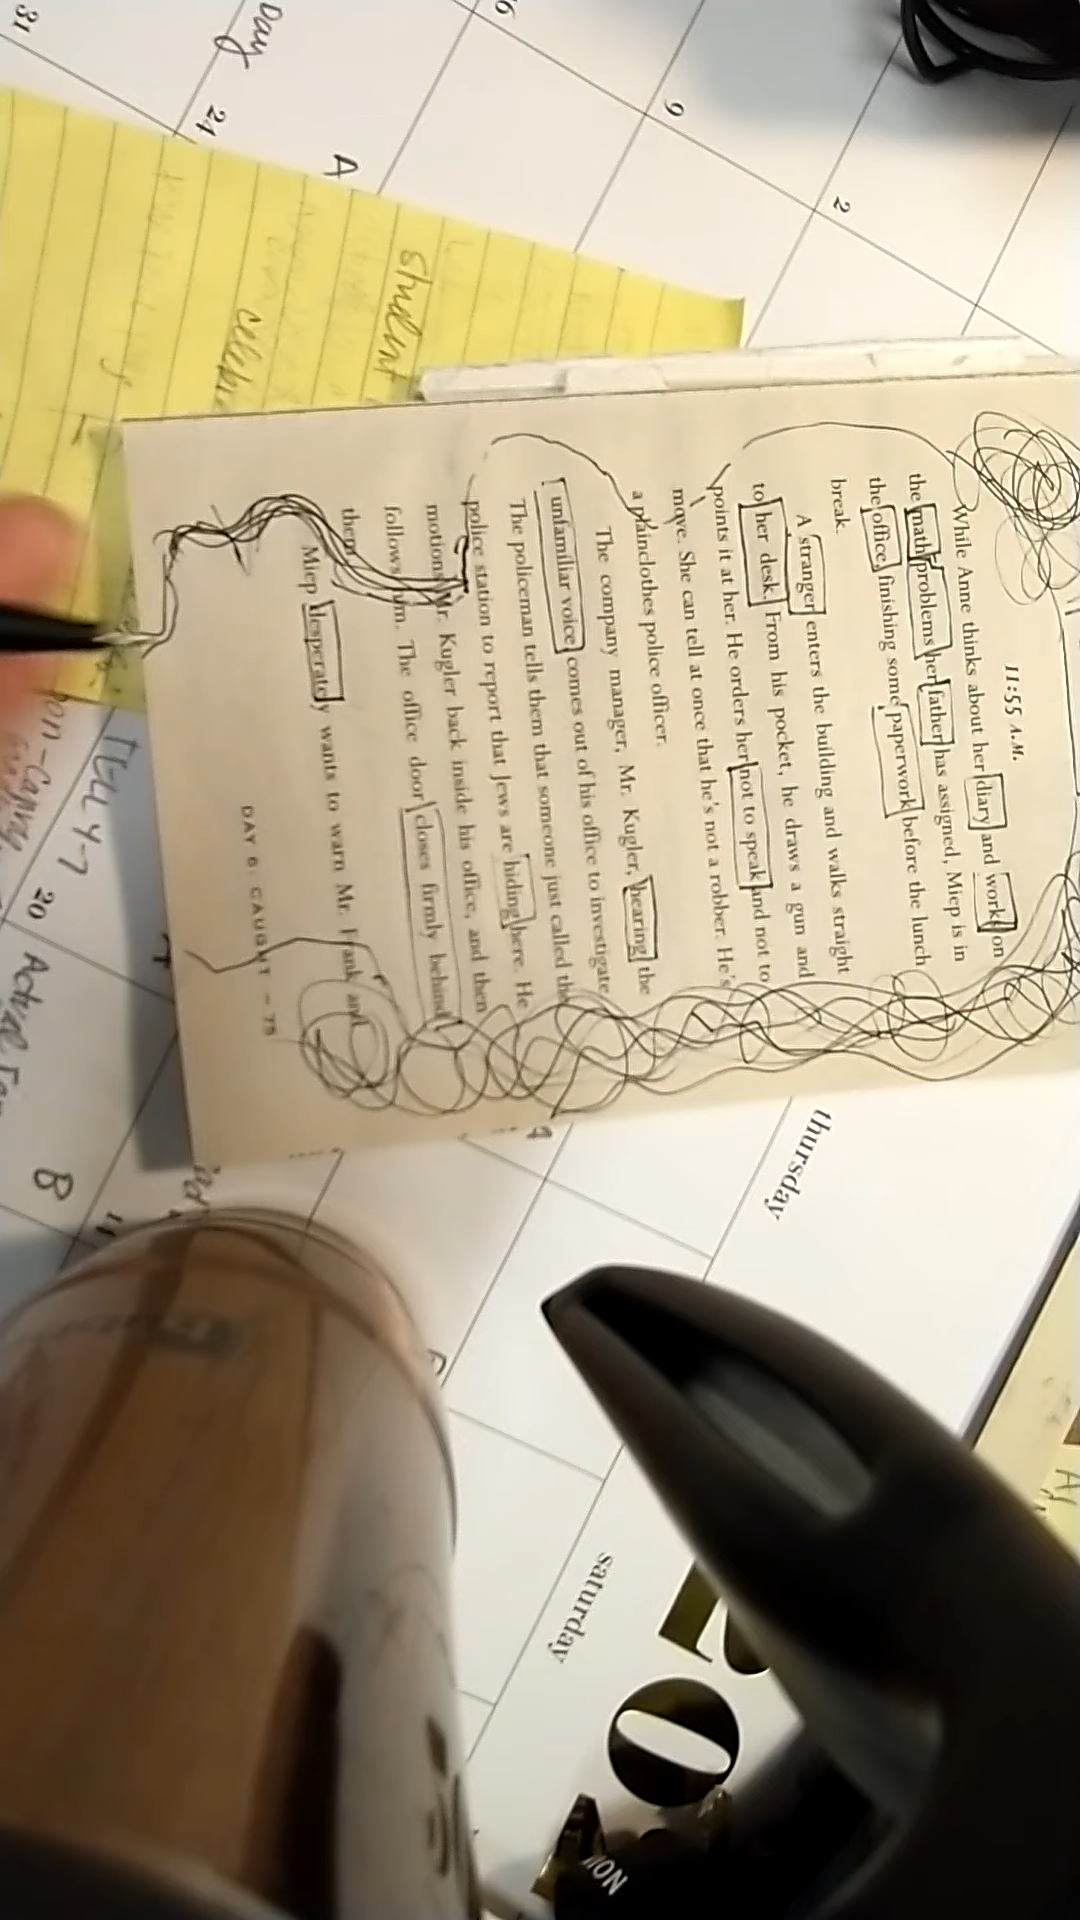 11:55 A.M.
While Anne thinks about her diary and works on
the math problems her father has assigned, Miep is in
the office, finishing some paperwork before the lunch
break.
A stranger enters the building and walks straight
to her desk. From his pocket, he draws a gun and
points it at her. He orders her not to speak and not to
move. She can tell at once that he's not a robber. He's
a plainclothes police officer.
The company manager, Mr. Kugler, hearing the
unfamiliar voice, comes out of his office to investigate.
The policeman tells them that someone just called the
police station to report that Jews are hiding here. He
motions Mr. Kugler back inside his office, and then
follows him. The office door closes firmly behind
them.
Miep desperately wants to warn Mr. Frank and
DAY 6: CAUGHT – 75
31
Day
24
A
9
2
student
20
B
11
thursday
saturday
NOW